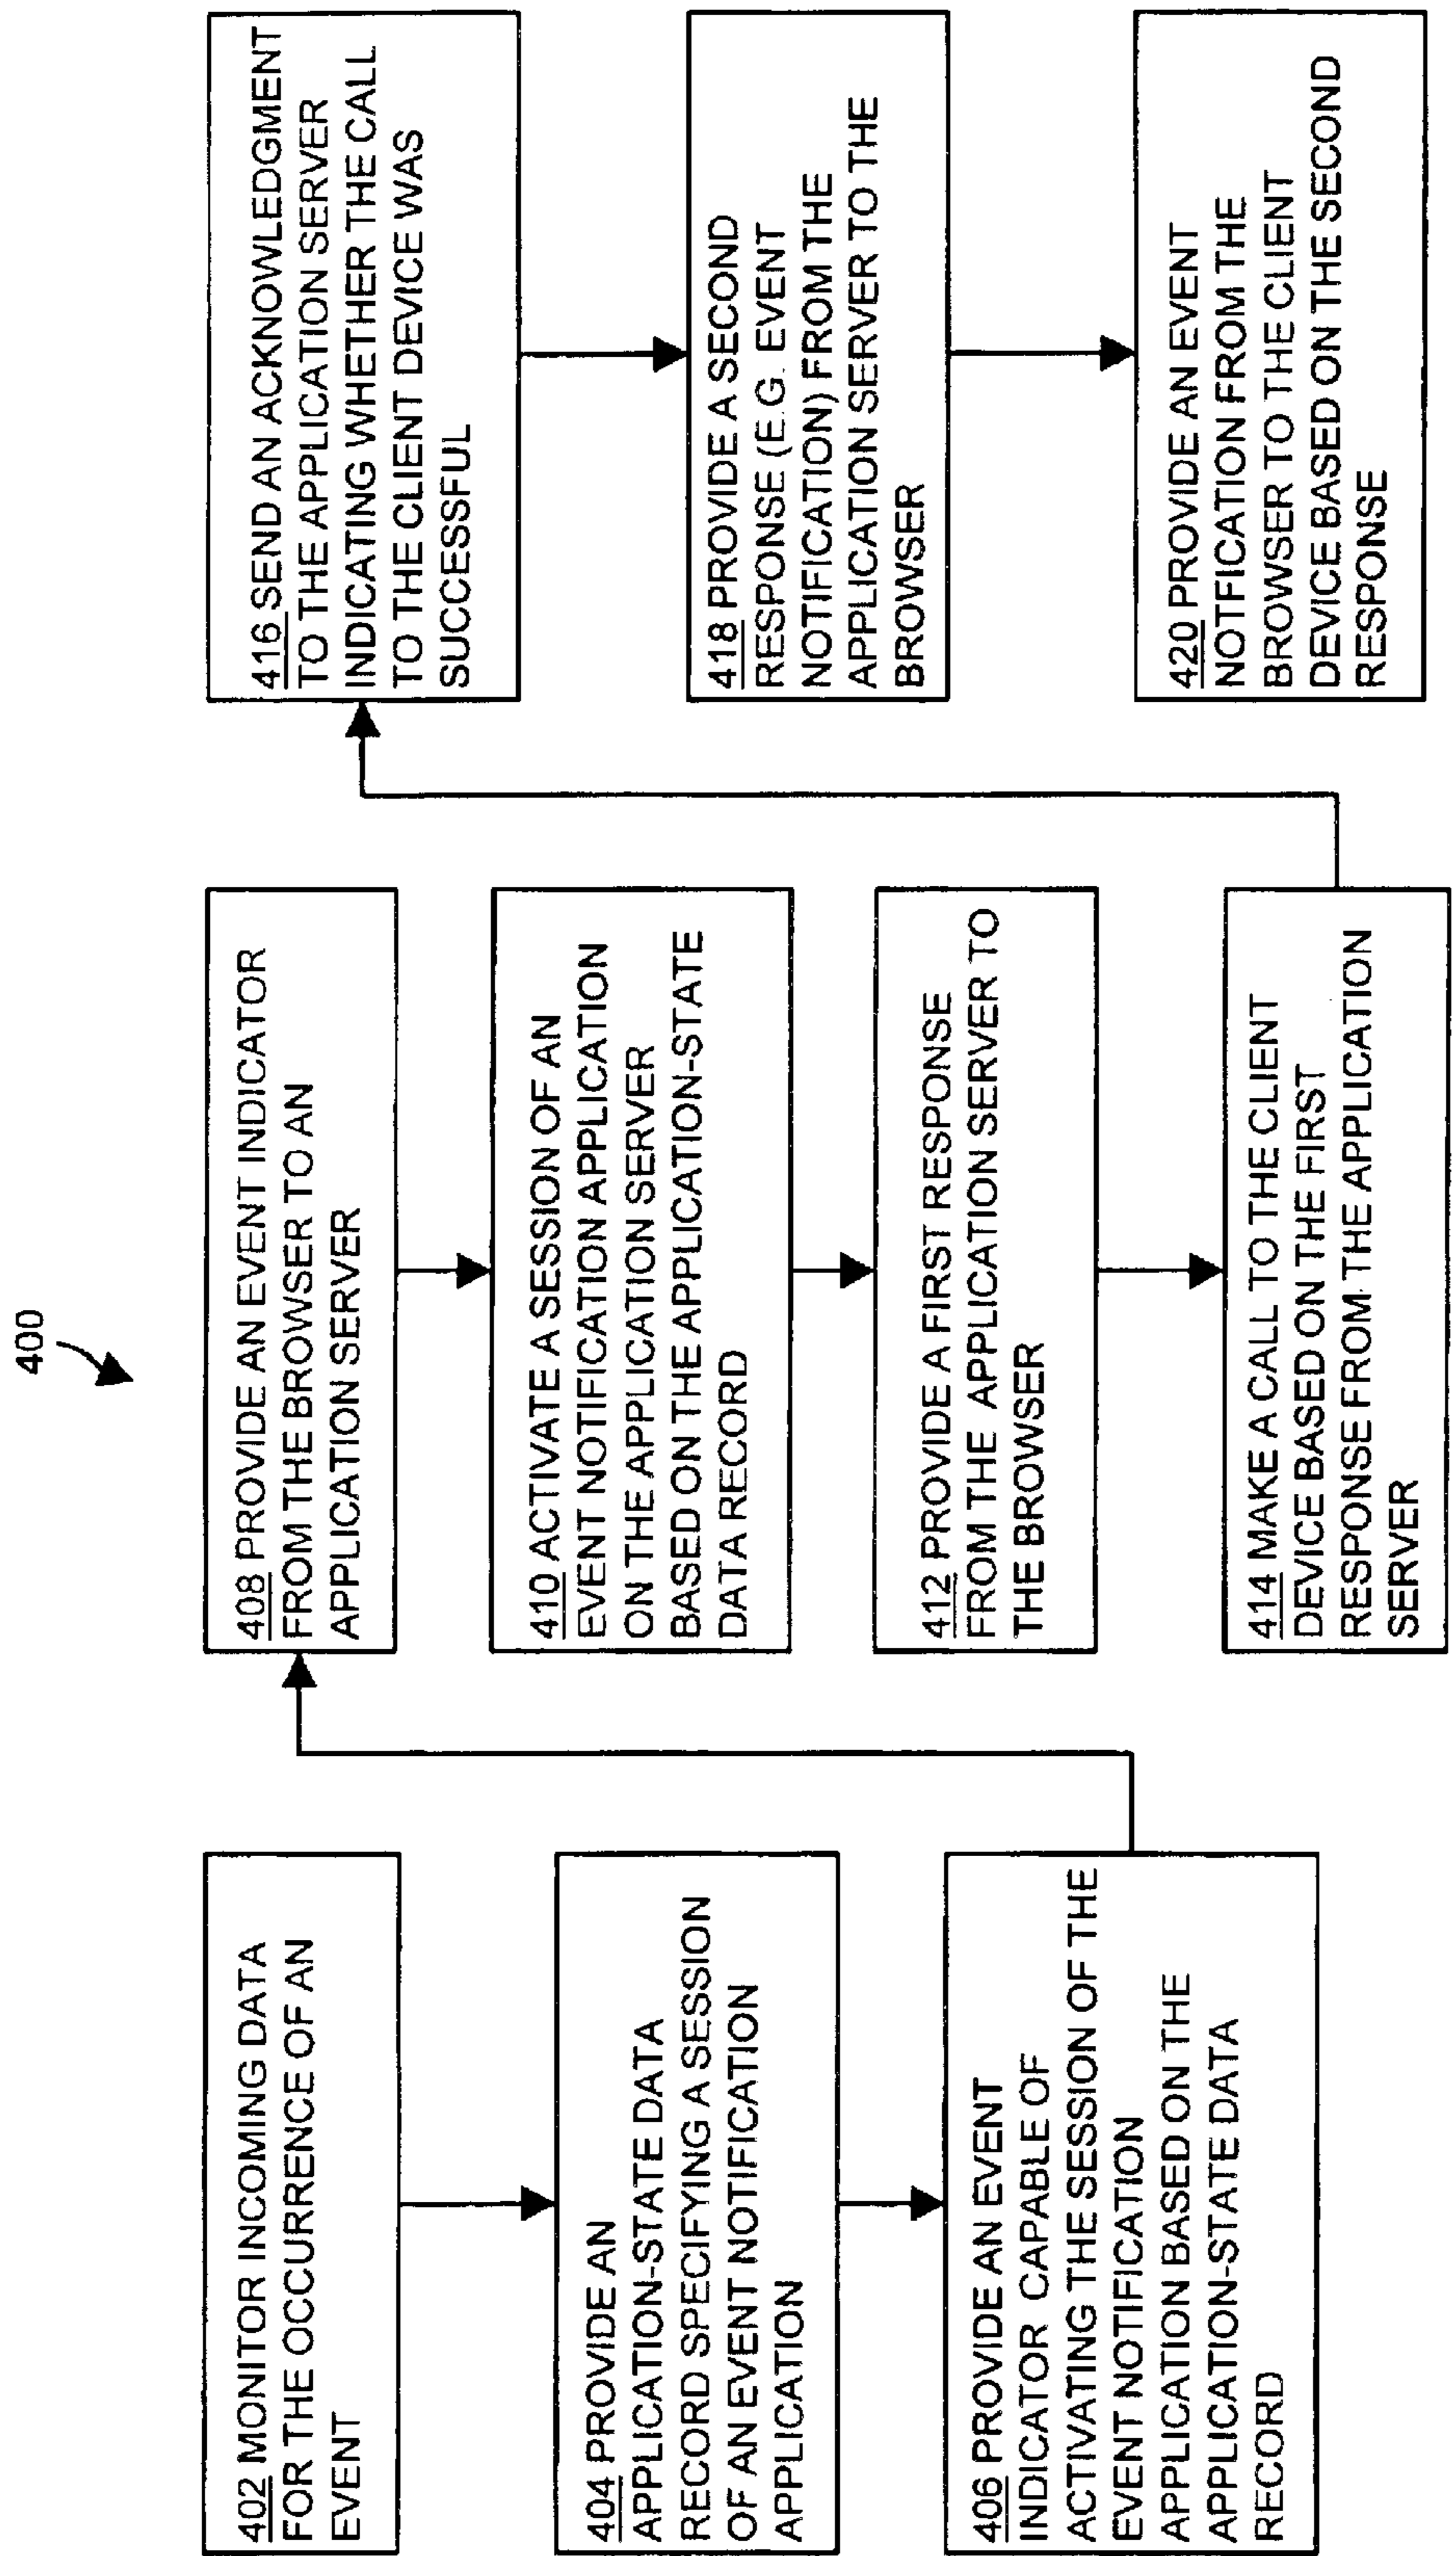 400
402 MONITOR INCOMING DATA
FOR THE OCCURRENCE OF AN
EVENT
404 PROVIDE AN
APPLICATION-STATE DATA
RECORD SPECIFYING A SESSION
OF AN EVENT NOTIFICATION
APPLICATION
406 PROVIDE AN EVENT
INDICATOR CAPABLE OF
ACTIVATING THE SESSION OF THE
EVENT NOTIFICATION
APPLICATION BASED ON THE
APPLICATION-STATE DATA
RECORD
408 PROVIDE AN EVENT INDICATOR
FROM THE BROWSER TO AN
APPLICATION SERVER
410 ACTIVATE A SESSION OF AN
EVENT NOTIFICATION APPLICATION
ON THE APPLICATION SERVER
BASED ON THE APPLICATION-STATE
DATA RECORD
412 PROVIDE A FIRST RESPONSE
FROM THE APPLICATION SERVER TO
THE BROWSER
414 MAKE A CALL TO THE CLIENT
DEVICE BASED ON THE FIRST
RESPONSE FROM THE APPLICATION
SERVER
416 SEND AN ACKNOWLEDGMENT
TO THE APPLICATION SERVER
INDICATING WHETHER THE CALL
TO THE CLIENT DEVICE WAS
SUCCESSFUL
418 PROVIDE A SECOND
RESPONSE (E.G. EVENT
NOTIFICATION) FROM THE
APPLICATION SERVER TO THE
BROWSER
420 PROVIDE AN EVENT
NOTFICATION FROM THE
BROWSER TO THE CLIENT
DEVICE BASED ON THE SECOND
RESPONSE